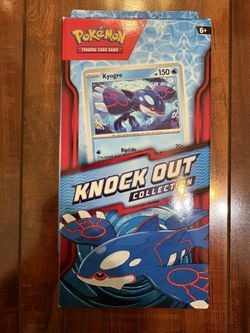 Pokémon
TRADING CARD GAME
6+
Kyogre 150
Riptide
KNOCK OUT
COLLECTION